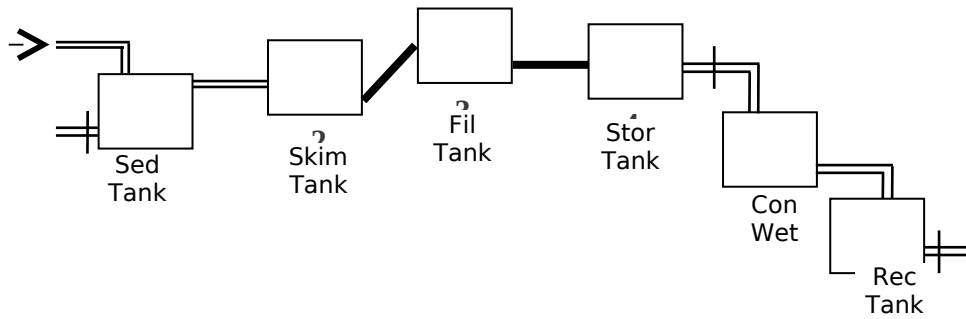 Sed
Tank
Skim
Tank
Fil
Tank
Stor
Tank
Con
Wet
Rec
Tank